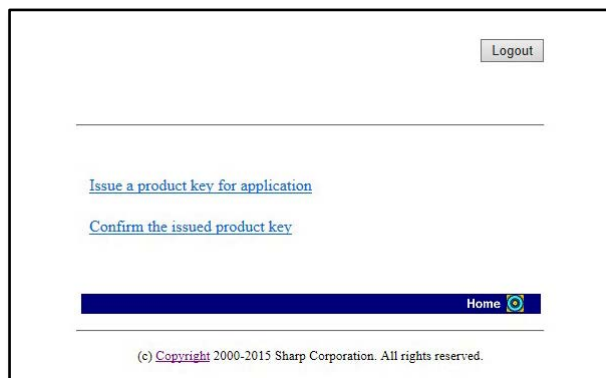 Logout
Issue a product key for application
Confirm the issued product key
Home
(c) Copyright 2000-2015 Sharp Corporation. All rights reserved.